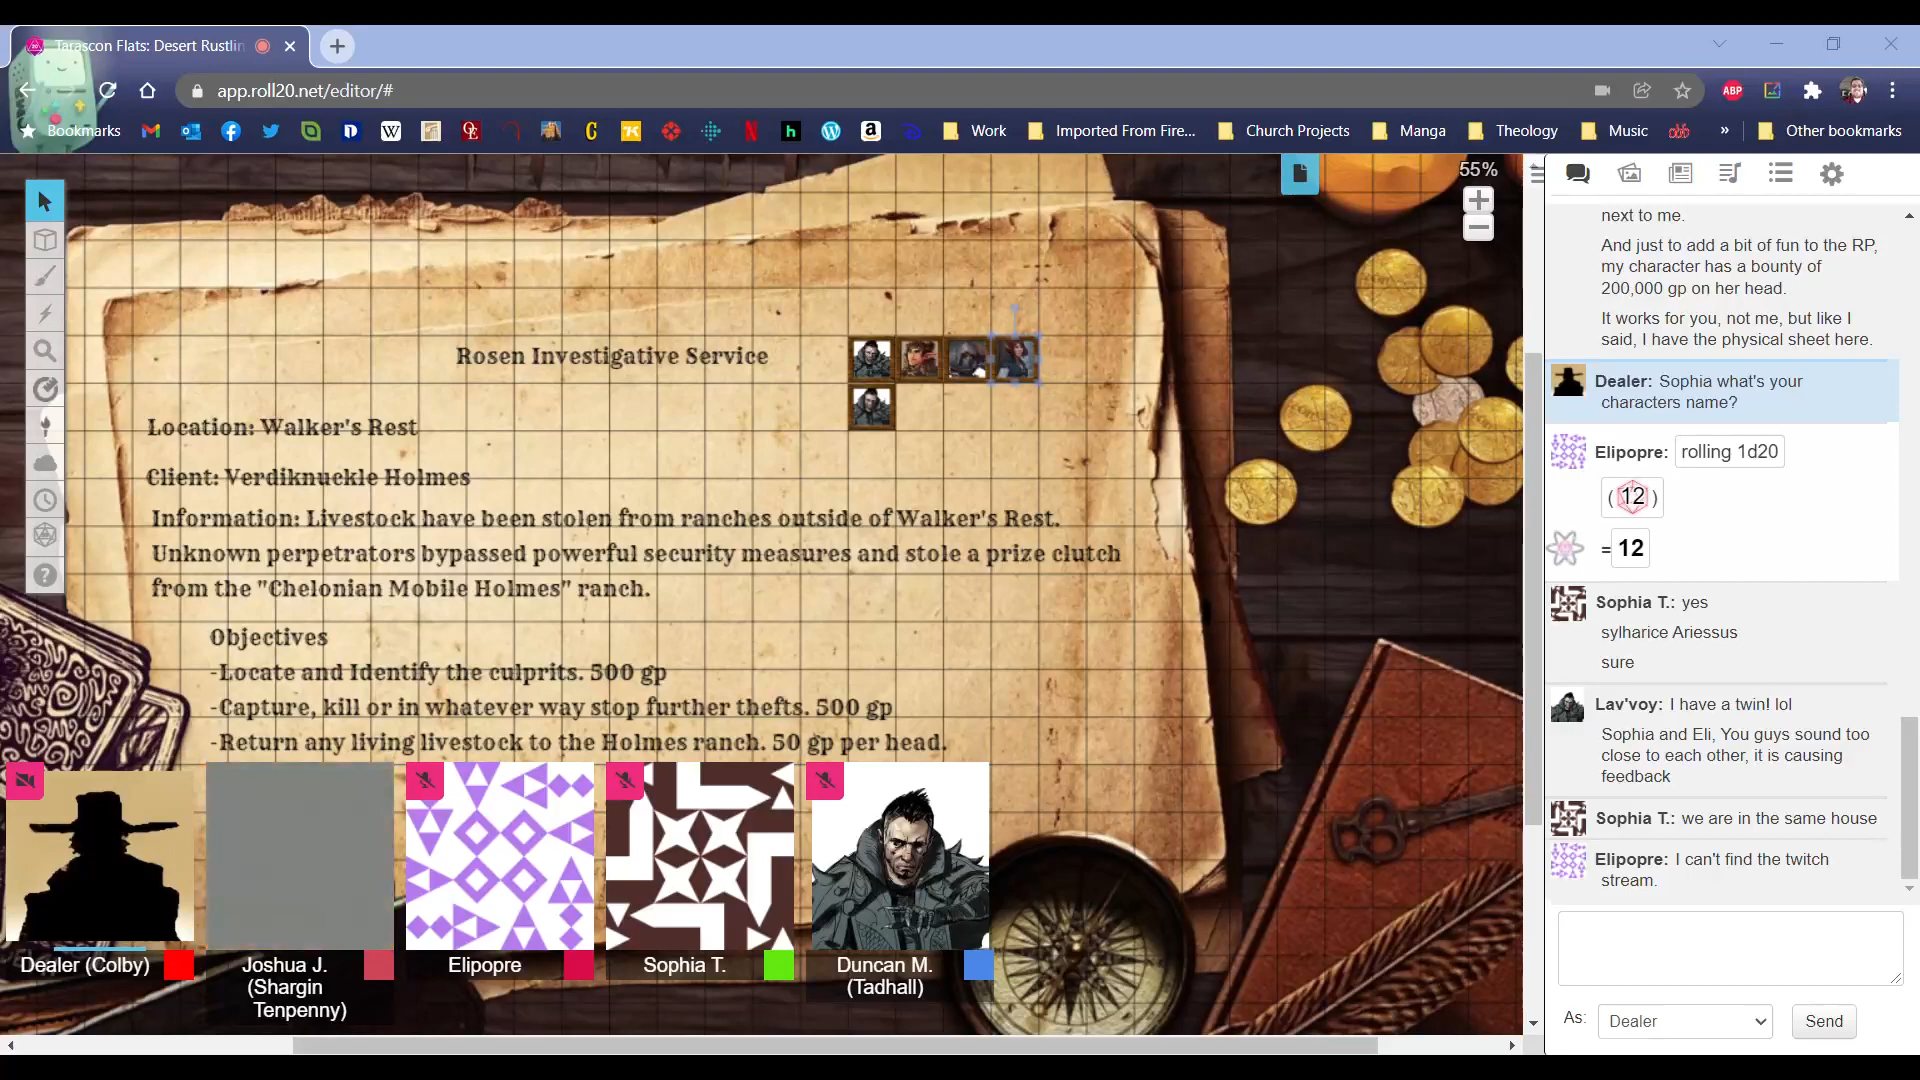 Tarascon Flats: Desert Rustlin
app.roll20.net/editor/#
Bookmarks
Work
Imported From Fire...
Church Projects
Manga
Theology
Music
»
Other bookmarks
55%
Rosen Investigative Service
Location: Walker's Rest
Client: Verdiknuckle Holmes
Information: Livestock have been stolen from ranches outside of Walker's Rest.
Unknown perpetrators bypassed powerful security measures and stole a prize clutch
from the "Chelonian Mobile Holmes" ranch.
Objectives
-Locate and Identify the culprits. 500 gp
-Capture, kill or in whatever way stop further thefts. 500 gp
-Return any living livestock to the Holmes ranch. 50 gp per head.
Dealer (Colby)
Joshua J.
(Shargin
Tenpenny)
Elipopre
Sophia T.
Duncan M.
(Tadhall)
next to me.
And just to add a bit of fun to the RP,
my character has a bounty of
200,000 gp on her head.
It works for you, not me, but like I
said, I have the physical sheet here.
Dealer: Sophia what's your
characters name?
Elipopre: rolling 1d20
(12)
=12
Sophia T.: yes
sylharice Ariessus
sure
Lav'voy: I have a twin! lol
Sophia and Eli, You guys sound too
close to each other, it is causing
feedback
Sophia T.: we are in the same house
Elipopre: I can't find the twitch
stream.
As:
Dealer
Send